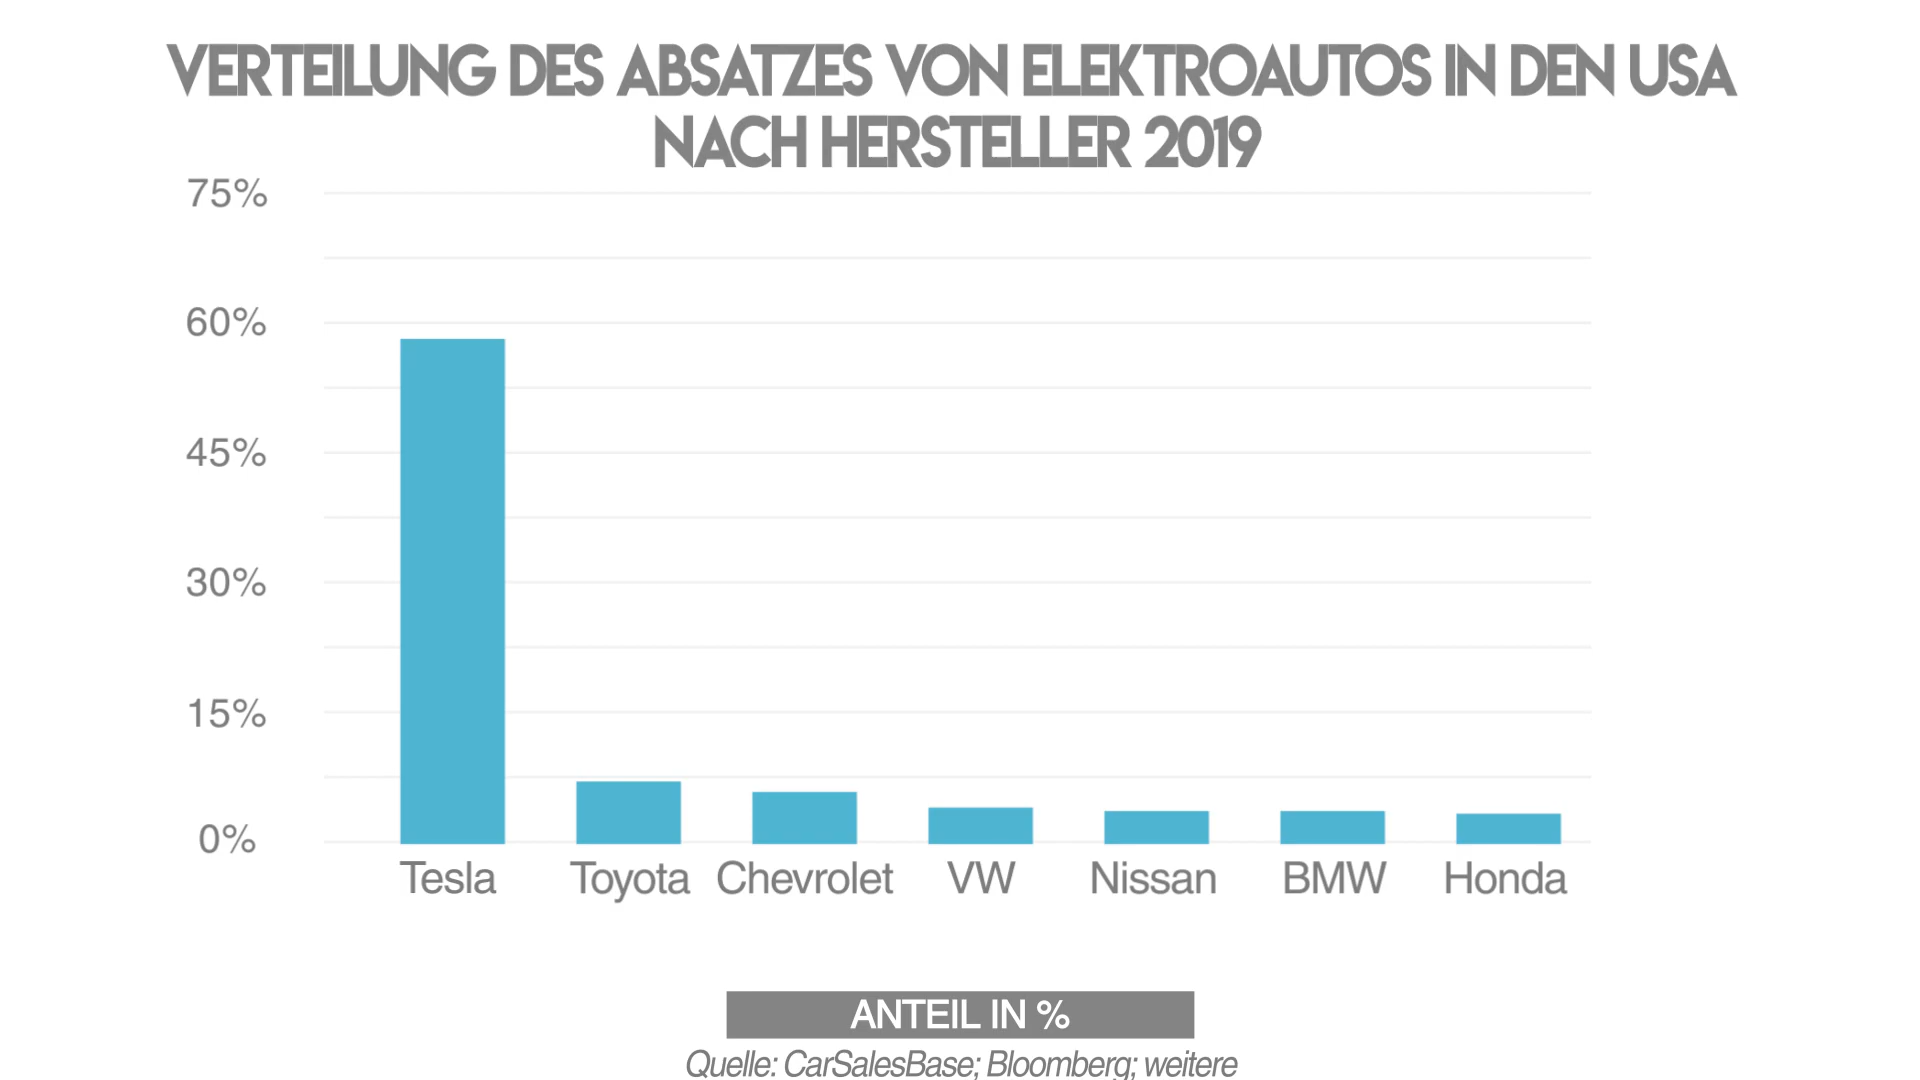 VERTEILUNG DES ABSATZES VON ELEKTROAUTOS IN DEN USA
NACH HERSTELLER 2019
75%
60%
45%
30%
15%
0%
Tesla Toyota Chevrolet VW Nissan BMW Honda
ANTEIL IN %
Quelle: CarSalesBase; Bloomberg; weitere